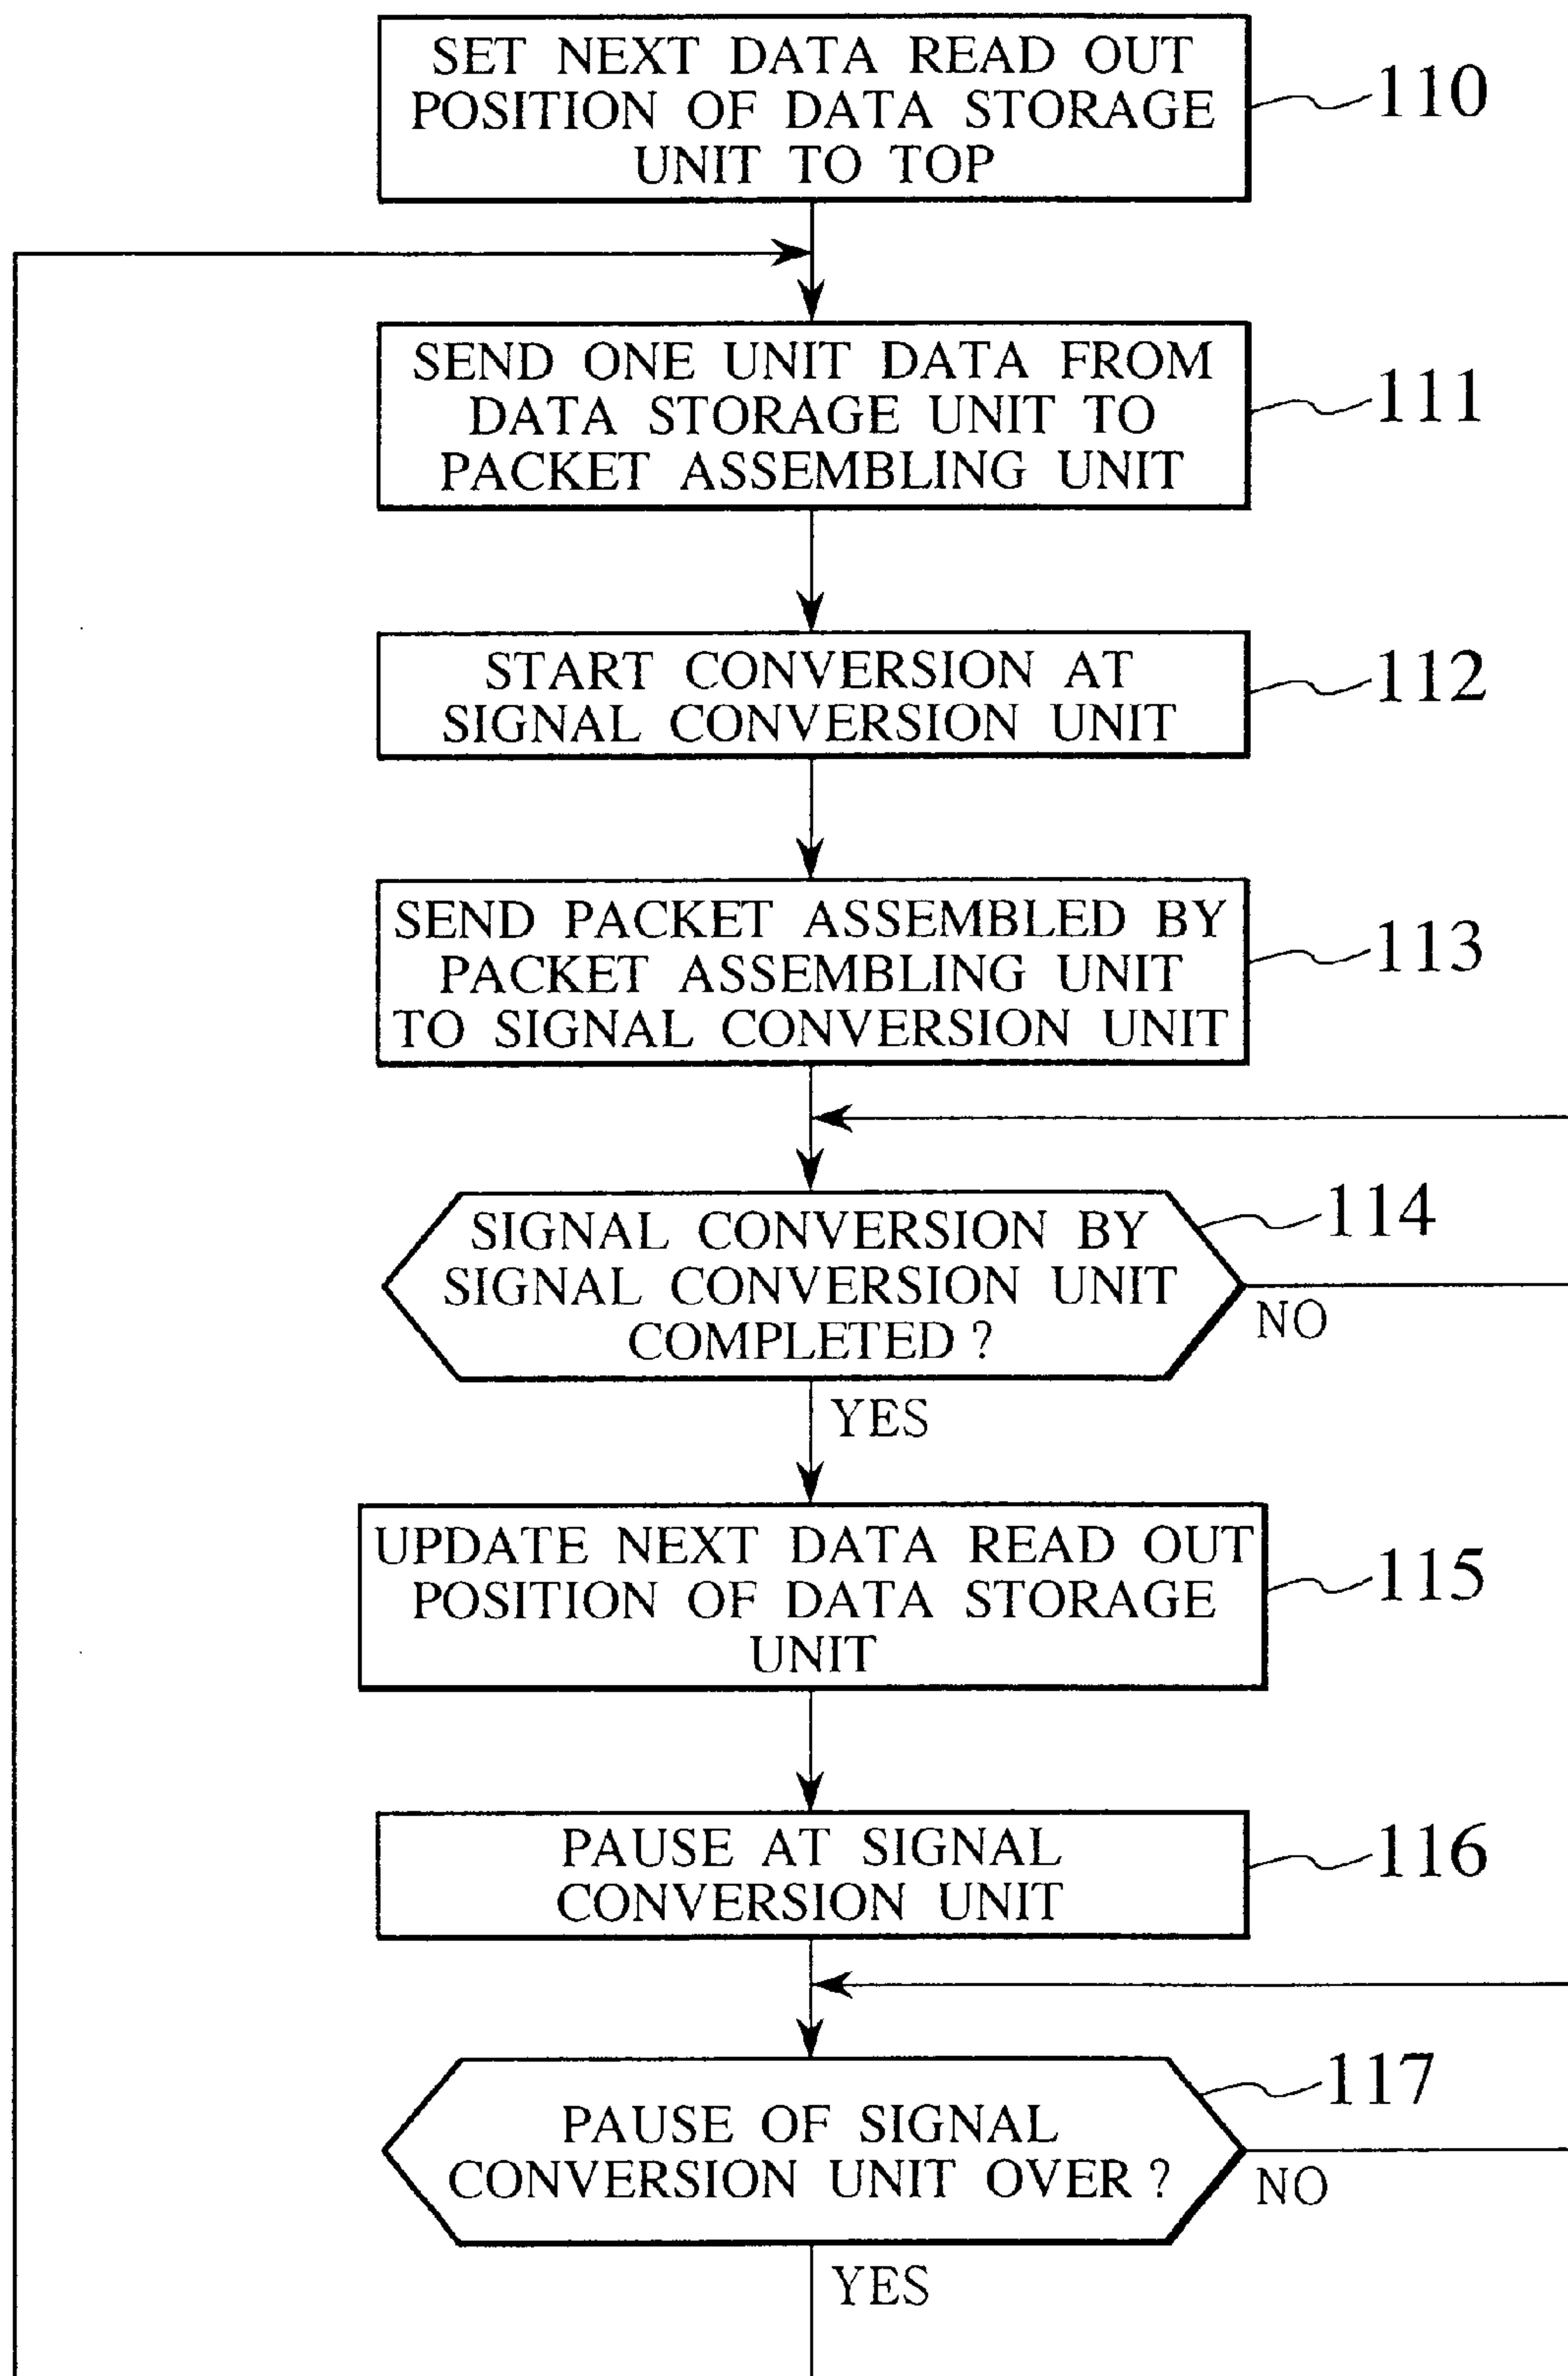 SET NEXT DATA READ OUT
POSITION OF DATA STORAGE
UNIT TO TOP
110
SEND ONE UNIT DATA FROM
DATA STORAGE UNIT TO
PACKET ASSEMBLING UNIT
111
START CONVERSION AT
SIGNAL CONVERSION UNIT
112
SEND PACKET ASSEMBLED BY
PACKET ASSEMBLING UNIT
TO SIGNAL CONVERSION UNIT
113
SIGNAL CONVERSION BY
SIGNAL CONVERSION UNIT
COMPLETED ?
114
NO
YES
UPDATE NEXT DATA READ OUT
POSITION OF DATA STORAGE
UNIT
115
PAUSE AT SIGNAL
CONVERSION UNIT
116
PAUSE OF SIGNAL
CONVERSION UNIT OVER ?
117
NO
YES